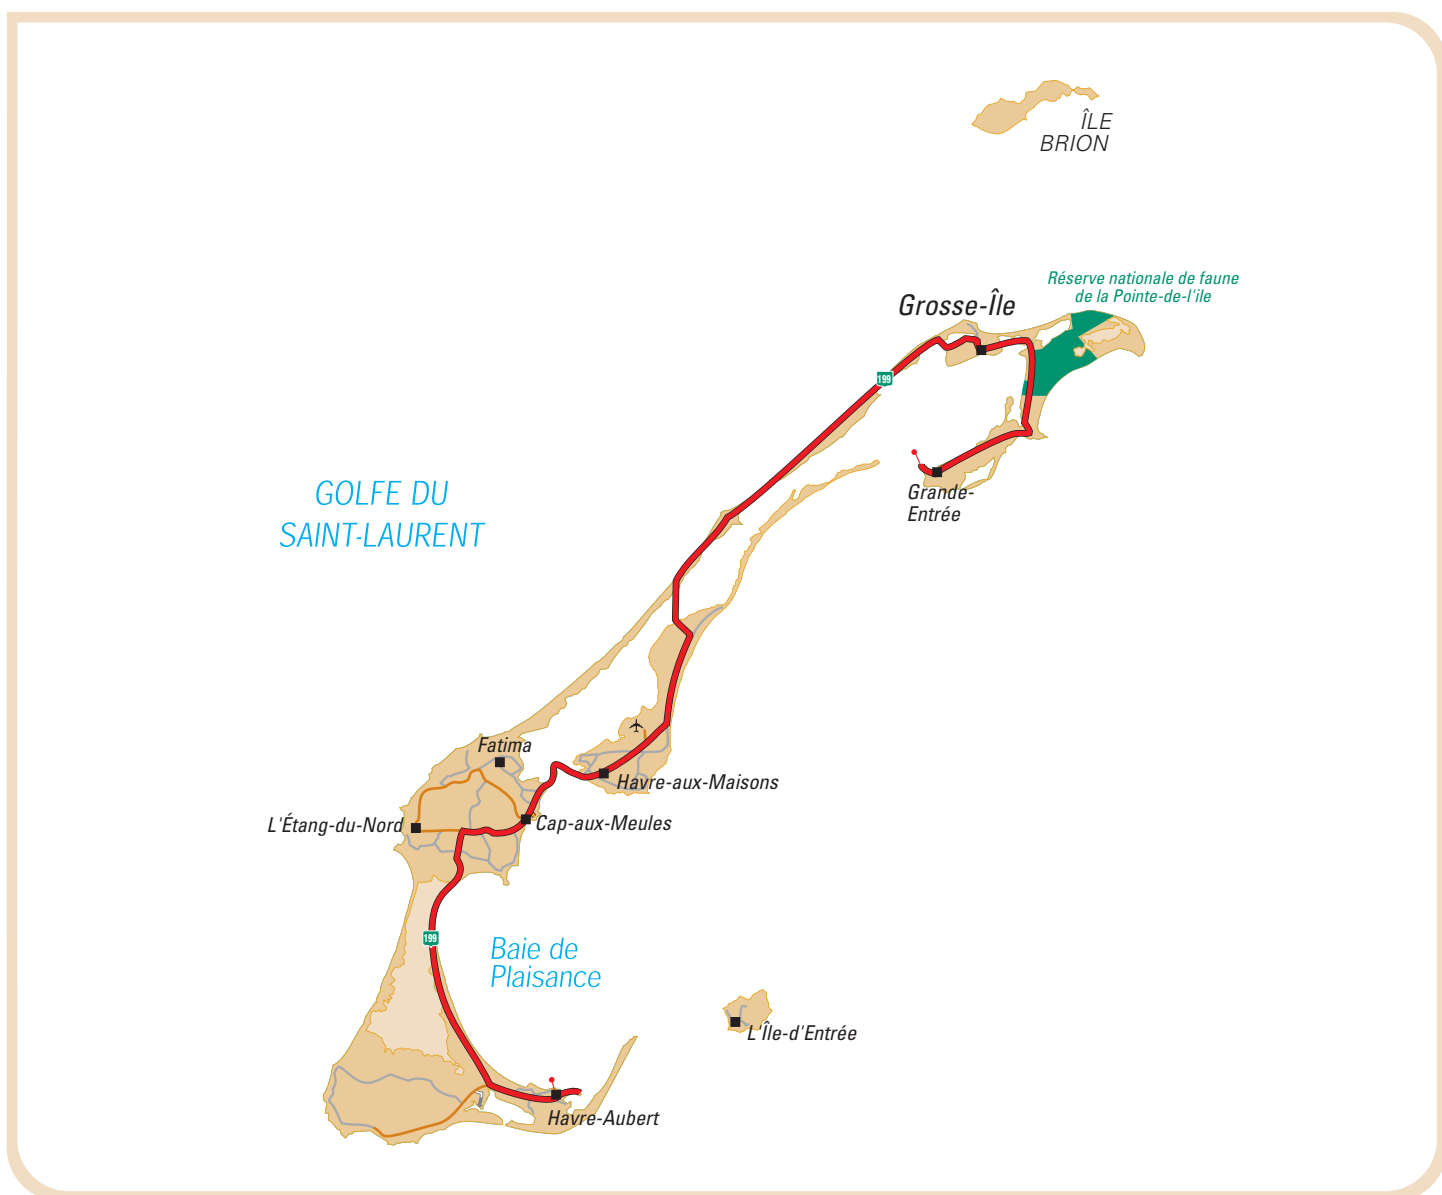 ÎLE
BRION
Réserve nationale de faune
de la Pointe-de-l'ile
Grosse-Île
199
GOLFE DU
SAINT-LAURENT
Grande-
Entrée
Fatima
Havre-aux-Maisons
L'Étang-du-Nord
Cap-aux-Meules
199
Baie de
Plaisance
L'Île-d'Entrée
Havre-Aubert